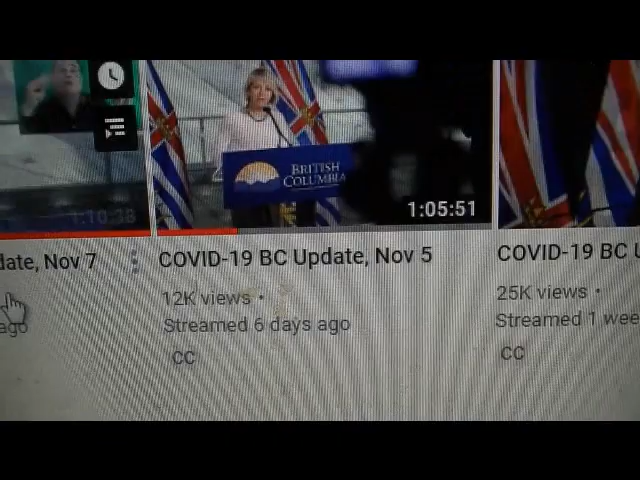 1:10:38
BRITISH
COLUMBIA
1:05:51
date, Nov 7
COVID-19 BC Update, Nov 5
COVID-19 BC U
12K views •
25K views •
ago
Streamed 6 days ago
Streamed 1 wee
CC
CC